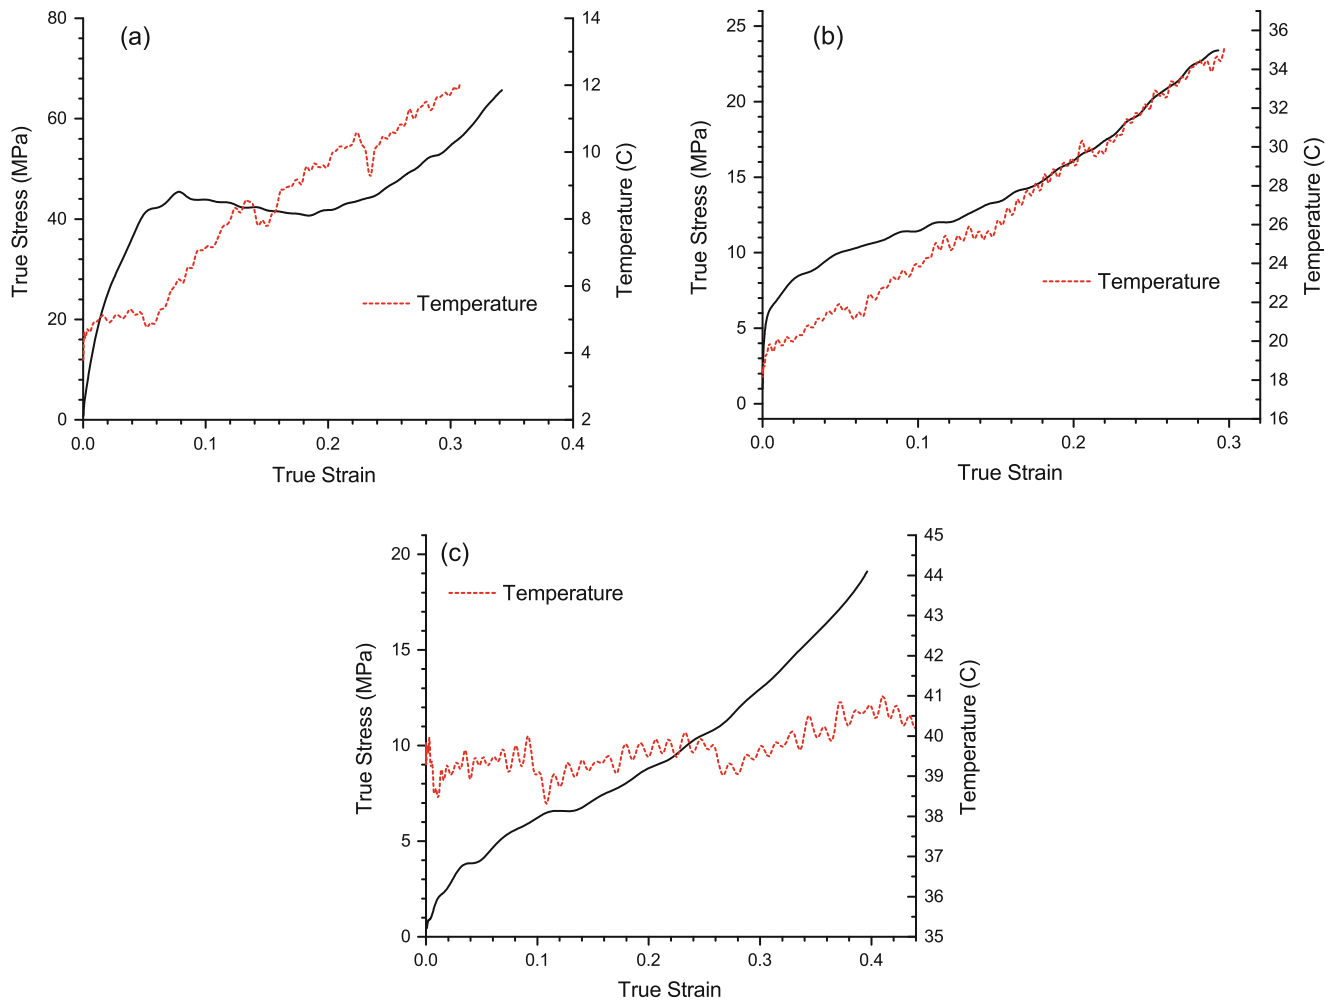 (a)
True Stress (MPa)
80
60
40
20
0
14
12
10
8
6
4
2
Temperature (C)
Temperature
0.0 0.1 0.2 0.3 0.4
True Strain
(b)
True Stress (MPa)
25
20
15
10
5
0
36
34
32
30
28
26
24
22
20
18
16
Temperature (C)
Temperature
0.0 0.1 0.2 0.3
True Strain
(c)
Temperature
True Stress (MPa)
20
15
10
5
0
45
44
43
42
41
40
39
38
37
36
35
Temperature (C)
0.0 0.1 0.2 0.3 0.4
True Strain